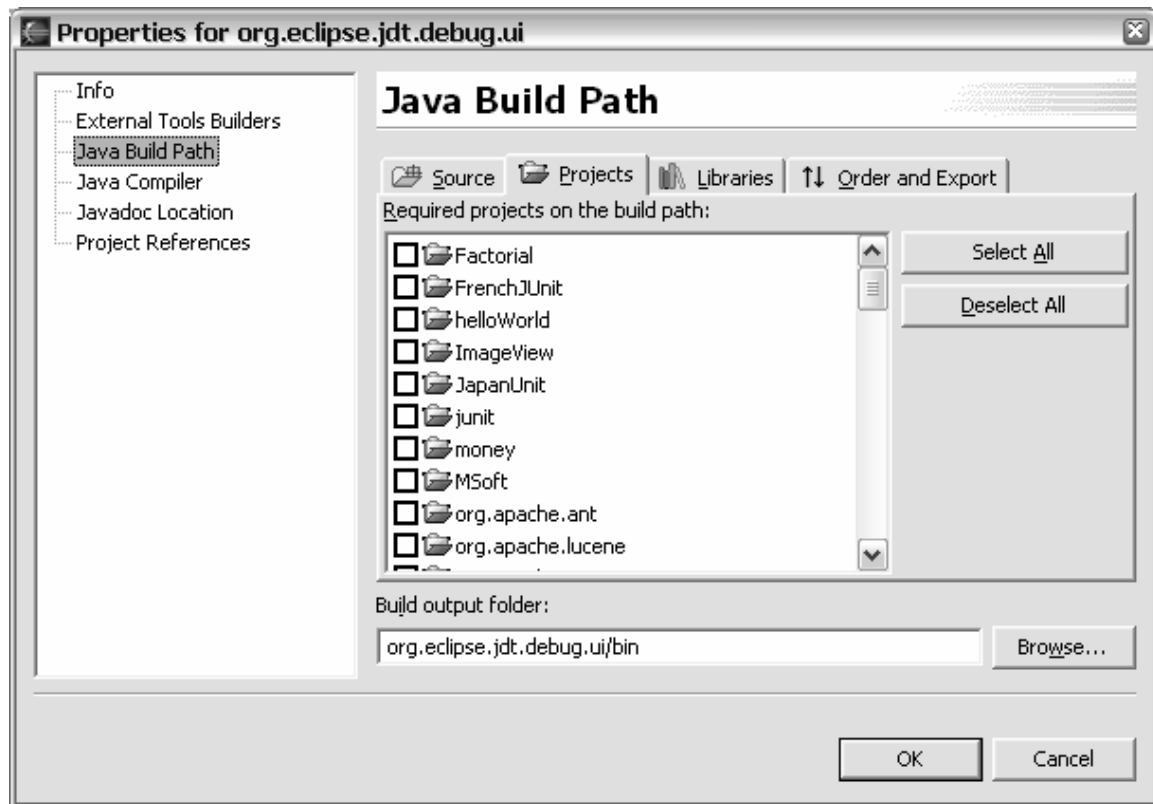 Properties for org.eclipse.jdt.debug.ui
Info
External Tools Builders
Java Build Path
Java Compiler
Javadoc Location
Project References
Java Build Path
Source
Projects
Libraries
Order and Export
Required projects on the build path:
Factorial
FrenchJUnit
helloWorld
ImageView
JapanUnit
junit
money
MSoft
org.apache.ant
org.apache.lucene
Select All
Deselect All
Build output folder:
org.eclipse.jdt.debug.ui/bin
Browse...
OK
Cancel